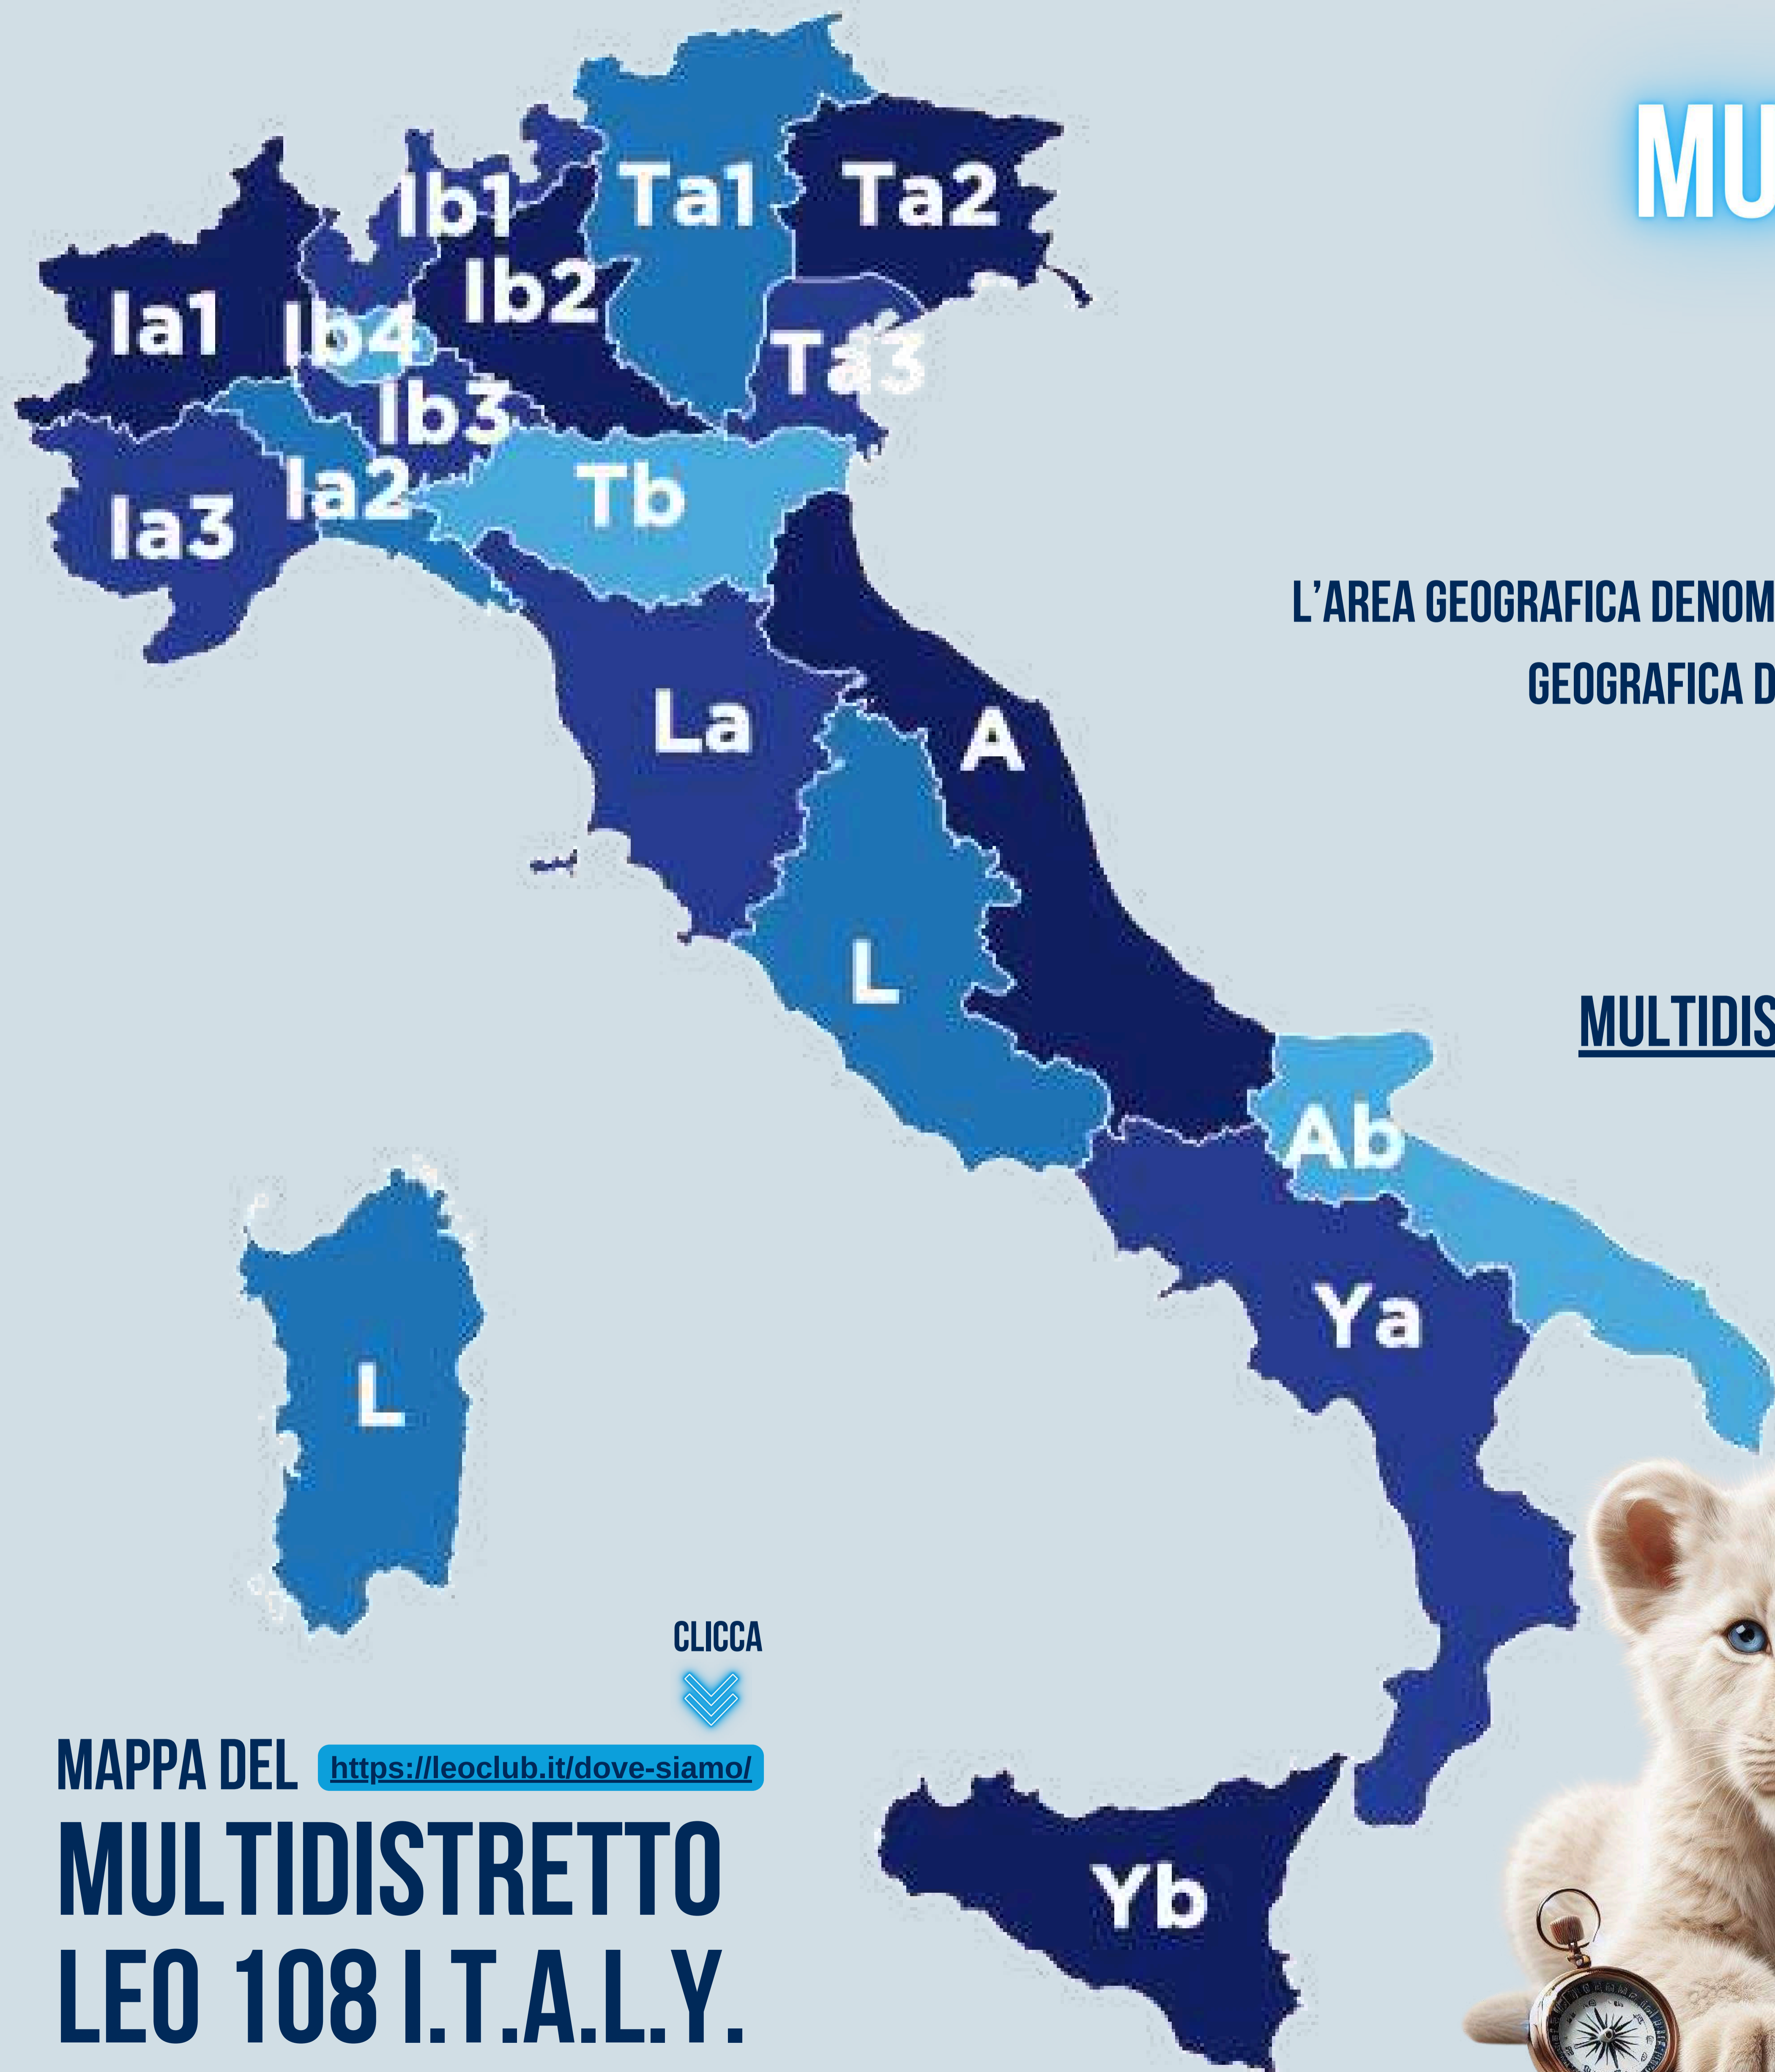 MU
Ib1
Ta1
Ta2
Ib2
Ia1
Ib4
Ta3
Ib3
Tb
Ia2
Ia3
L’AREA GEOGRAFICA DENOM
GEOGRAFICA D
La
A
L
MULTIDIS
Ab
Ya
L
CLICCA
MAPPA DEL https://leoclub.it/dove-siamo/
MULTIDISTRETTO
LEO 108 I.T.A.L.Y.
Yb